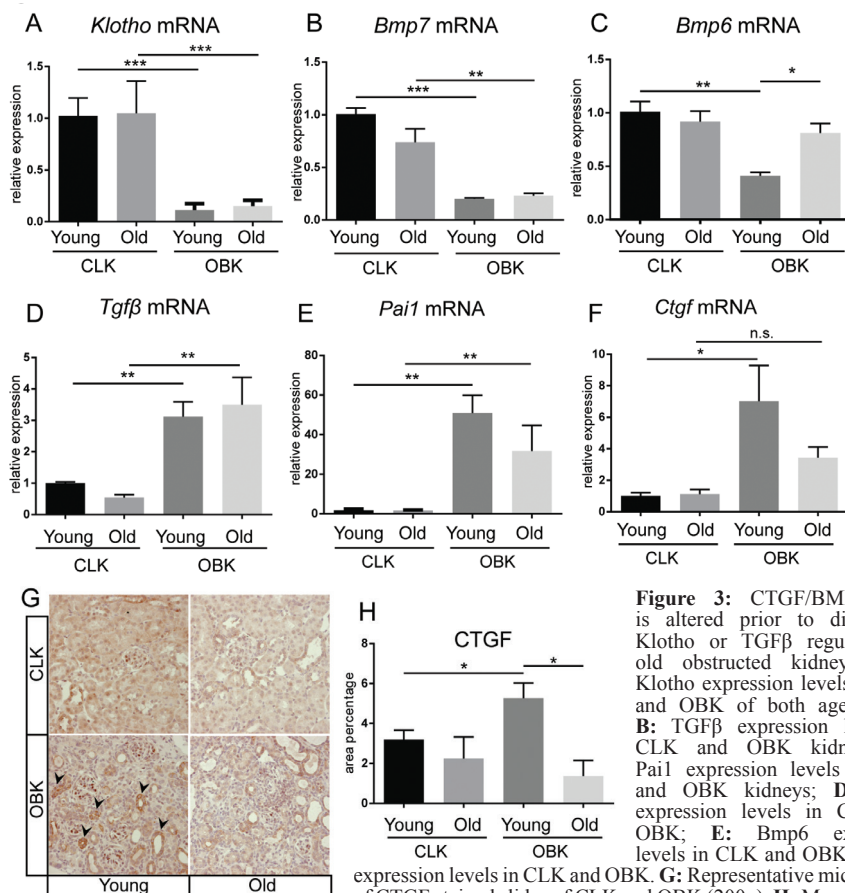 A Klotho mRNA
***
***
relative expression
1.5
1.0
0.5
0.0
Young Old Young Old
CLK OBK
B Bmp7 mRNA
**
***
relative expression
1.5
1.0
0.5
0.0
Young Old Young Old
CLK OBK
C Bmp6 mRNA
** *
relative expression
1.5
1.0
0.5
0.0
Young Old Young Old
CLK OBK
D Tgfβ mRNA
**
**
relative expression
5
4
3
2
1
0
Young Old Young Old
CLK OBK
E Pai1 mRNA
**
**
relative expression
80
60
40
20
0
Young Old Young Old
CLK OBK
F Ctgf mRNA
n.s.
*
relative expression
10
8
6
4
2
0
Young Old Young Old
CLK OBK
G
CLK
OBK
Young Old
H
CTGF
* *
area percentage
8
6
4
2
0
Young Old Young Old
CLK OBK
Figure 3: CTGF/BM
is altered prior to di
Klotho or TGFβ regu
old obstructed kidney
Klotho expression levels
and OBK of both age
B: TGFβ expression
CLK and OBK kidn
Pai1 expression levels
and OBK kidneys; D
expression levels in C
OBK; E: Bmp6 ex
levels in CLK and OBK
expression levels in CLK and OBK. G: Representative mic